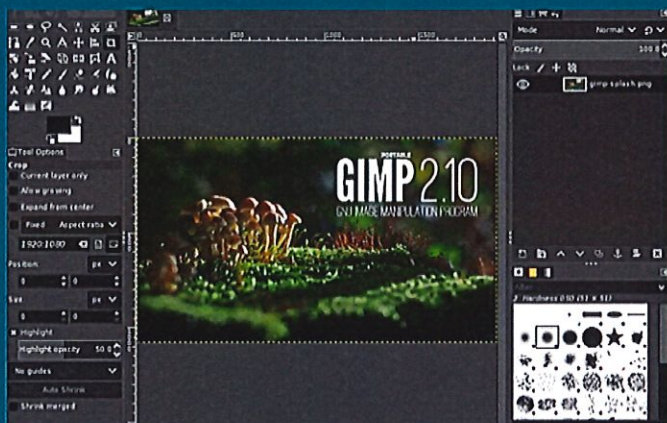 Tool Options
Crop
Current layer only
Allow growing
Expand from center
Fixed Aspect ratio
1920:1080
Position: px
0 0
Size: px
0 0
Highlight
Highlight opacity 50.0
No guides
Auto Shrink
Shrink merged
PORTABLE
GIMP 2.10
GNU IMAGE MANIPULATION PROGRAM
Mode Normal
Opacity 100.0
Lock
gimp-splash.png
2. Hardness 050 (51 × 51)